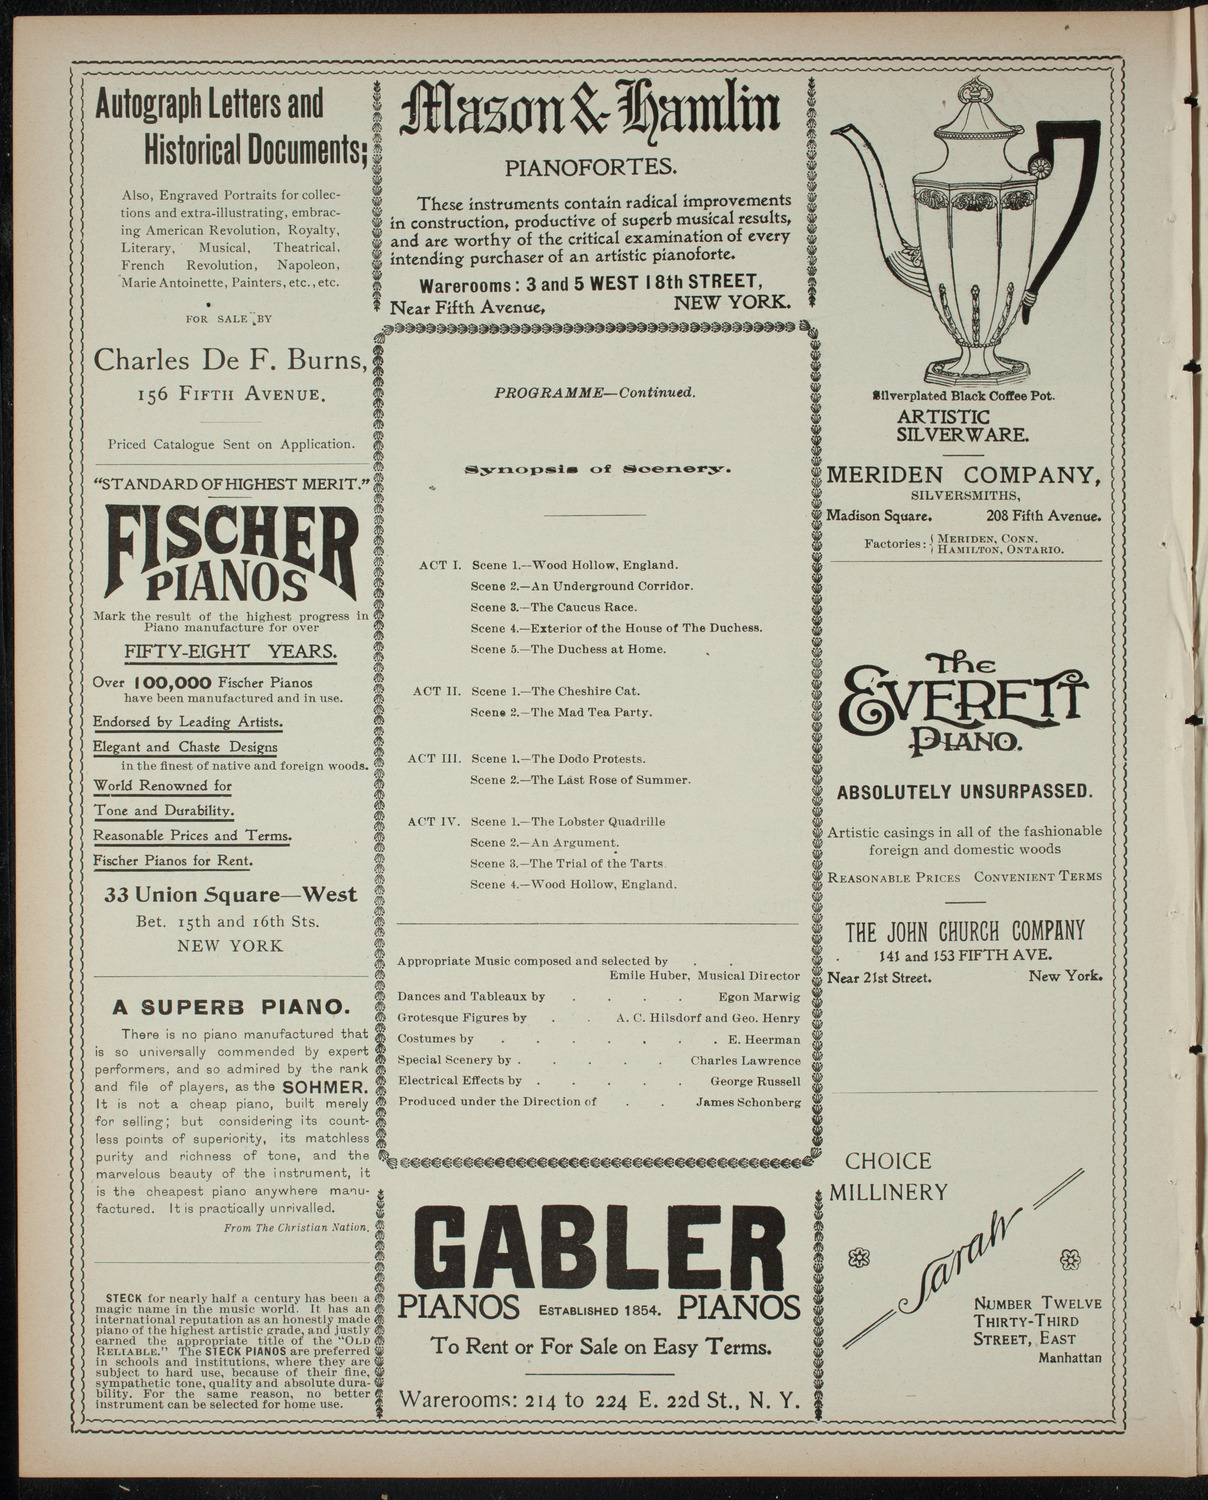 Autograph Letters and
Historical Documents;
Also, Engraved Portraits for collec-
tions and extra-illustrating, embrac-
ing American Revolution, Royalty,
Literary, Musical, Theatrical,
French Revolution, Napoleon,
Marie Antoinette, Painters, etc., etc.
FOR SALE BY
Charles De F. Burns,
156 FIFTH AVENUE.
Priced Catalogue Sent on Application.
"STANDARD OF HIGHEST MERIT."
FISCHER
PIANOS
Mark the result of the highest progress in
Piano manufacture for over
FIFTY-EIGHT YEARS.
Over 100,000 Fischer Pianos
have been manufactured and in use.
Endorsed by Leading Artists.
Elegant and Chaste Designs
in the finest of native and foreign woods.
World Renowned for
Tone and Durability.
Reasonable Prices and Terms.
Fischer Pianos for Rent.
33 Union Square—West
Bet. 15th and 16th Sts.
NEW YORK
A SUPERB PIANO.
There is no piano manufactured that
is so universally commended by expert
performers, and so admired by the rank
and file of players, as the SOHMER.
It is not a cheap piano, built merely
for selling; but considering its count-
less points of superiority, its matchless
purity and richness of tone, and the
marvelous beauty of the instrument, it
is the cheapest piano anywhere manu-
factured. It is practically unrivalled.
From The Christian Nation.
STECK for nearly half a century has been a
magic name in the music world. It has an
international reputation as an honestly made
piano of the highest artistic grade, and justly
earned the appropriate title of the "OLD
RELIABLE." The STECK PIANOS are preferred
in schools and institutions, where they are
subject to hard use, because of their fine,
sympathetic tone, quality and absolute dura-
bility. For the same reason, no better
instrument can be selected for home use.
Mason & Hamlin
PIANOFORTES.
These instruments contain radical improvements
in construction, productive of superb musical results,
and are worthy of the critical examination of every
intending purchaser of an artistic pianoforte.
Warerooms: 3 and 5 WEST 18th STREET,
Near Fifth Avenue, NEW YORK.
PROGRAMME—Continued.
Synopsis of Scenery.
ACT I. Scene 1.—Wood Hollow, England.
Scene 2.—An Underground Corridor.
Scene 3.—The Caucus Race.
Scene 4.—Exterior of the House of The Duchess.
Scene 5.—The Duchess at Home.
ACT II. Scene 1.—The Cheshire Cat.
Scene 2.—The Mad Tea Party.
ACT III. Scene 1.—The Dodo Protests.
Scene 2.—The Last Rose of Summer.
ACT IV. Scene 1.—The Lobster Quadrille
Scene 2.—An Argument.
Scene 3.—The Trial of the Tarts
Scene 4.—Wood Hollow, England.
Appropriate Music composed and selected by . .
Emile Huber, Musical Director
Dances and Tableaux by . . . . Egon Marwig
Grotesque Figures by . . A. C. Hilsdorf and Geo. Henry
Costumes by . . . . . . E. Heerman
Special Scenery by . . . . . Charles Lawrence
Electrical Effects by . . . . . George Russell
Produced under the Direction of . . James Schonberg
GABLER
PIANOS ESTABLISHED 1854. PIANOS
To Rent or For Sale on Easy Terms.
Warerooms: 214 to 224 E. 22d St., N. Y.
Silverplated Black Coffee Pot.
ARTISTIC
SILVERWARE.
MERIDEN COMPANY,
SILVERSMITHS,
Madison Square. 208 Fifth Avenue.
Factories: { MERIDEN, CONN.
HAMILTON, ONTARIO.
The
EVERETT
PIANO.
ABSOLUTELY UNSURPASSED.
Artistic casings in all of the fashionable
foreign and domestic woods
REASONABLE PRICES CONVENIENT TERMS
THE JOHN CHURCH COMPANY
141 and 153 FIFTH AVE.
Near 21st Street. New York.
CHOICE
MILLINERY
Sarah
NUMBER TWELVE
THIRTY-THIRD
STREET, EAST
Manhattan